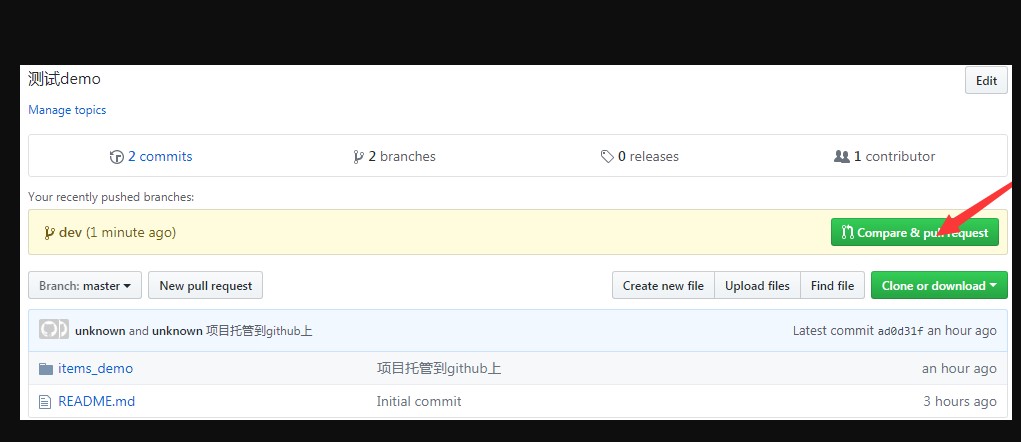 测试demo
Edit
Manage topics
2 commits 2 branches 0 releases 1 contributor
Your recently pushed branches:
dev (1 minute ago) Compare & pull request
Branch: master New pull request Create new file Upload files Find file Clone or download
unknown and unknown 项目托管到github上 Latest commit ad0d31f an hour ago
items_demo 项目托管到github上 an hour ago
README.md Initial commit 3 hours ago